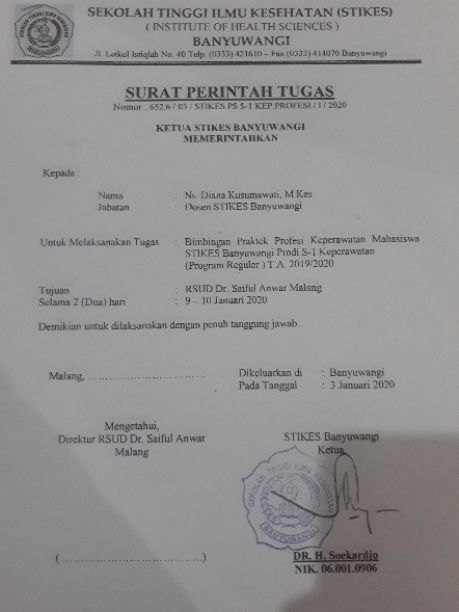 SEKOLAH TINGGI ILMU KESEHATAN (STIKES)
( INSTITUTE OF HEALTH SCIENCES )
BANYUWANGI
Jl. Letkol Istiqlah No. 40 Telp. (0333) 421610 – Fax (0333) 414070 Banyuwangi
SURAT PERINTAH TUGAS
Nomor : 652.6 / 03 / STIKES PS S-1 KEP.PROFESI / I / 2020
KETUA STIKES BANYUWANGI
MEMERINTAHKAN
Kepada :
Nama : Ns. Diana Kusumawati, M.Kes
Jabatan : Dosen STIKES Banyuwangi
Untuk Melaksanakan Tugas : Bimbingan Praktek Profesi Keperawatan Mahasiswa
STIKES Banyuwangi Prodi S-1 Keperawatan
(Program Reguler ) T.A. 2019/2020
Tujuan : RSUD Dr. Saiful Anwar Malang
Selama 2 (Dua) hari : 9 – 10 Januari 2020
Demikian untuk dilaksanakan dengan penuh tanggung jawab.
Malang, ................................
Dikeluarkan di : Banyuwangi
Pada Tanggal : 3 Januari 2020
Mengetahui,
Direktur RSUD Dr. Saiful Anwar
Malang
(........................................)
STIKES Banyuwangi
Ketua,
SEKOLAH TINGGI ILMU KESEHATAN
BANYUWANGI
DR. H. Soekardjo
NIK. 06.001.0906